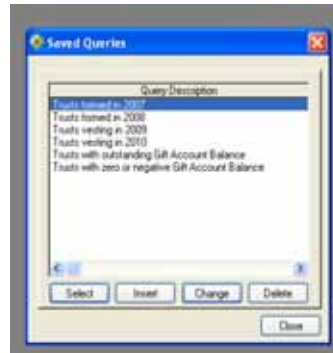 Saved Queries
Query Description
Trusts formed in 2007
Trusts formed in 2008
Trusts vesting in 2009
Trusts vesting in 2010
Trusts with outstanding Gift Account Balance
Trusts with zero or negative Gift Account Balance
Select Insert Change Delete
Close